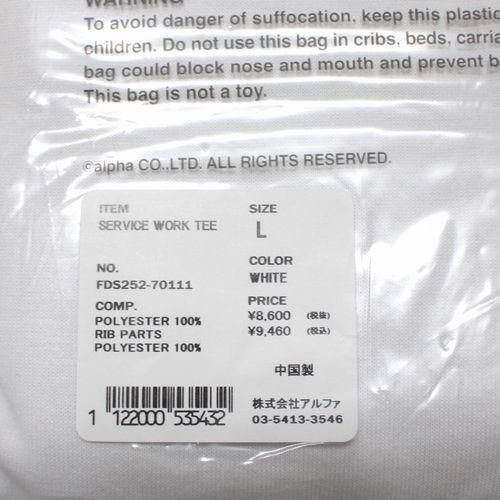 WARNING
To avoid danger of suffocation, keep this plastic
children. Do not use this bag in cribs, beds,
bag could block nose and mouth and prevent
This bag is not a toy.
©alpha CO.,LTD. ALL RIGHTS RESERVED.
ITEM
SERVICE WORK TEE
SIZE
L
NO.
FDS252-70111
COLOR
WHITE
COMP.
POLYESTER 100%
RIB PARTS
POLYESTER 100%
PRICE
¥8,600 (税抜)
¥9,460 (税込)
中国製
1 122000 535432
株式会社アルファ
03-5413-3546